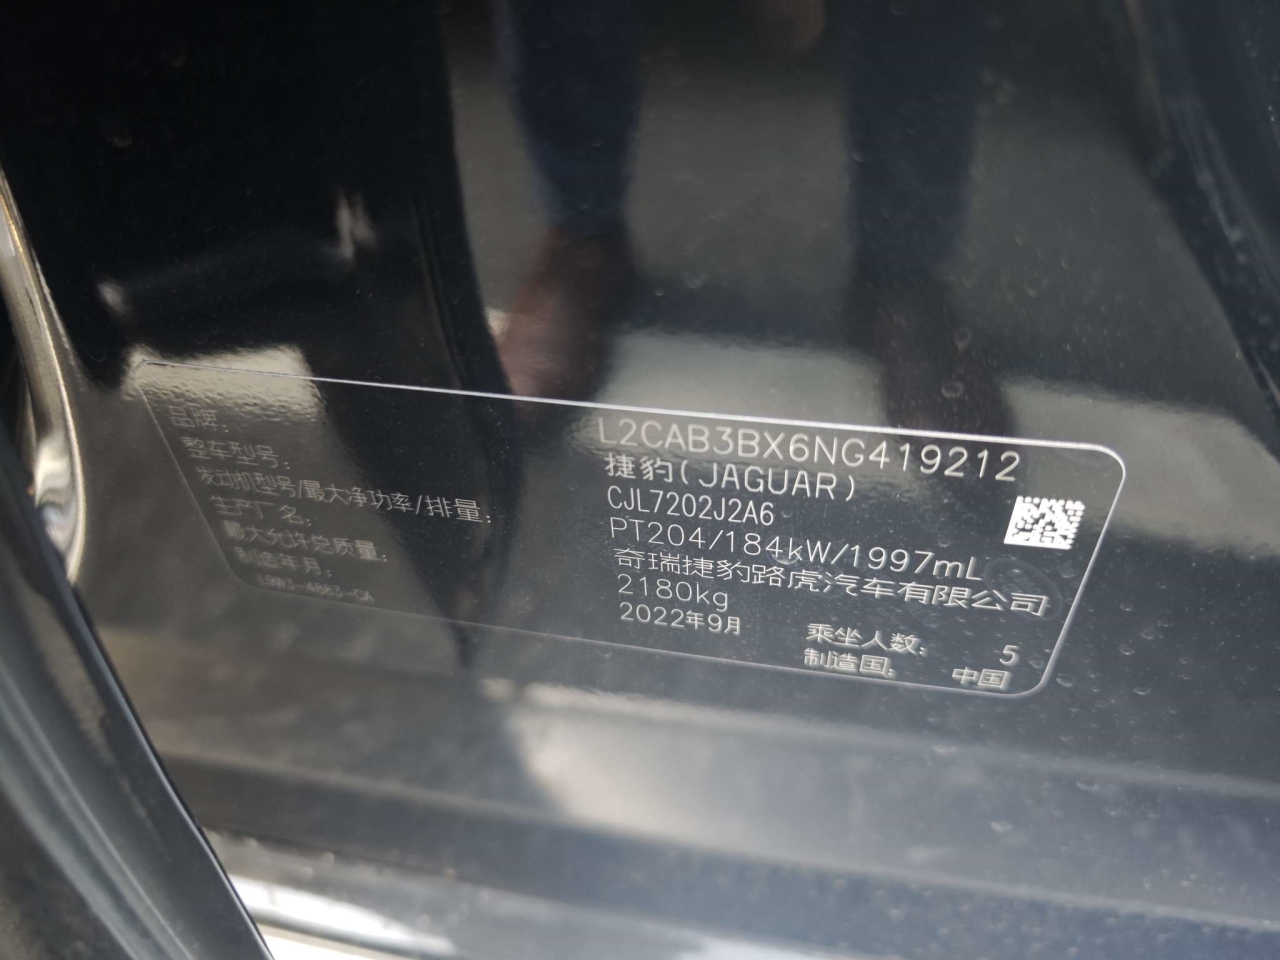 L2CAB3BX6NG419212
品牌: 捷豹(JAGUAR)
整车型号: CJL7202J2A6
发动机型号/最大净功率/排量: PT204/184kW/1997mL
生产厂名: 奇瑞捷豹路虎汽车有限公司
最大允许总质量: 2180kg 乘坐人数: 5
制造年月: 2022年9月 制造国: 中国